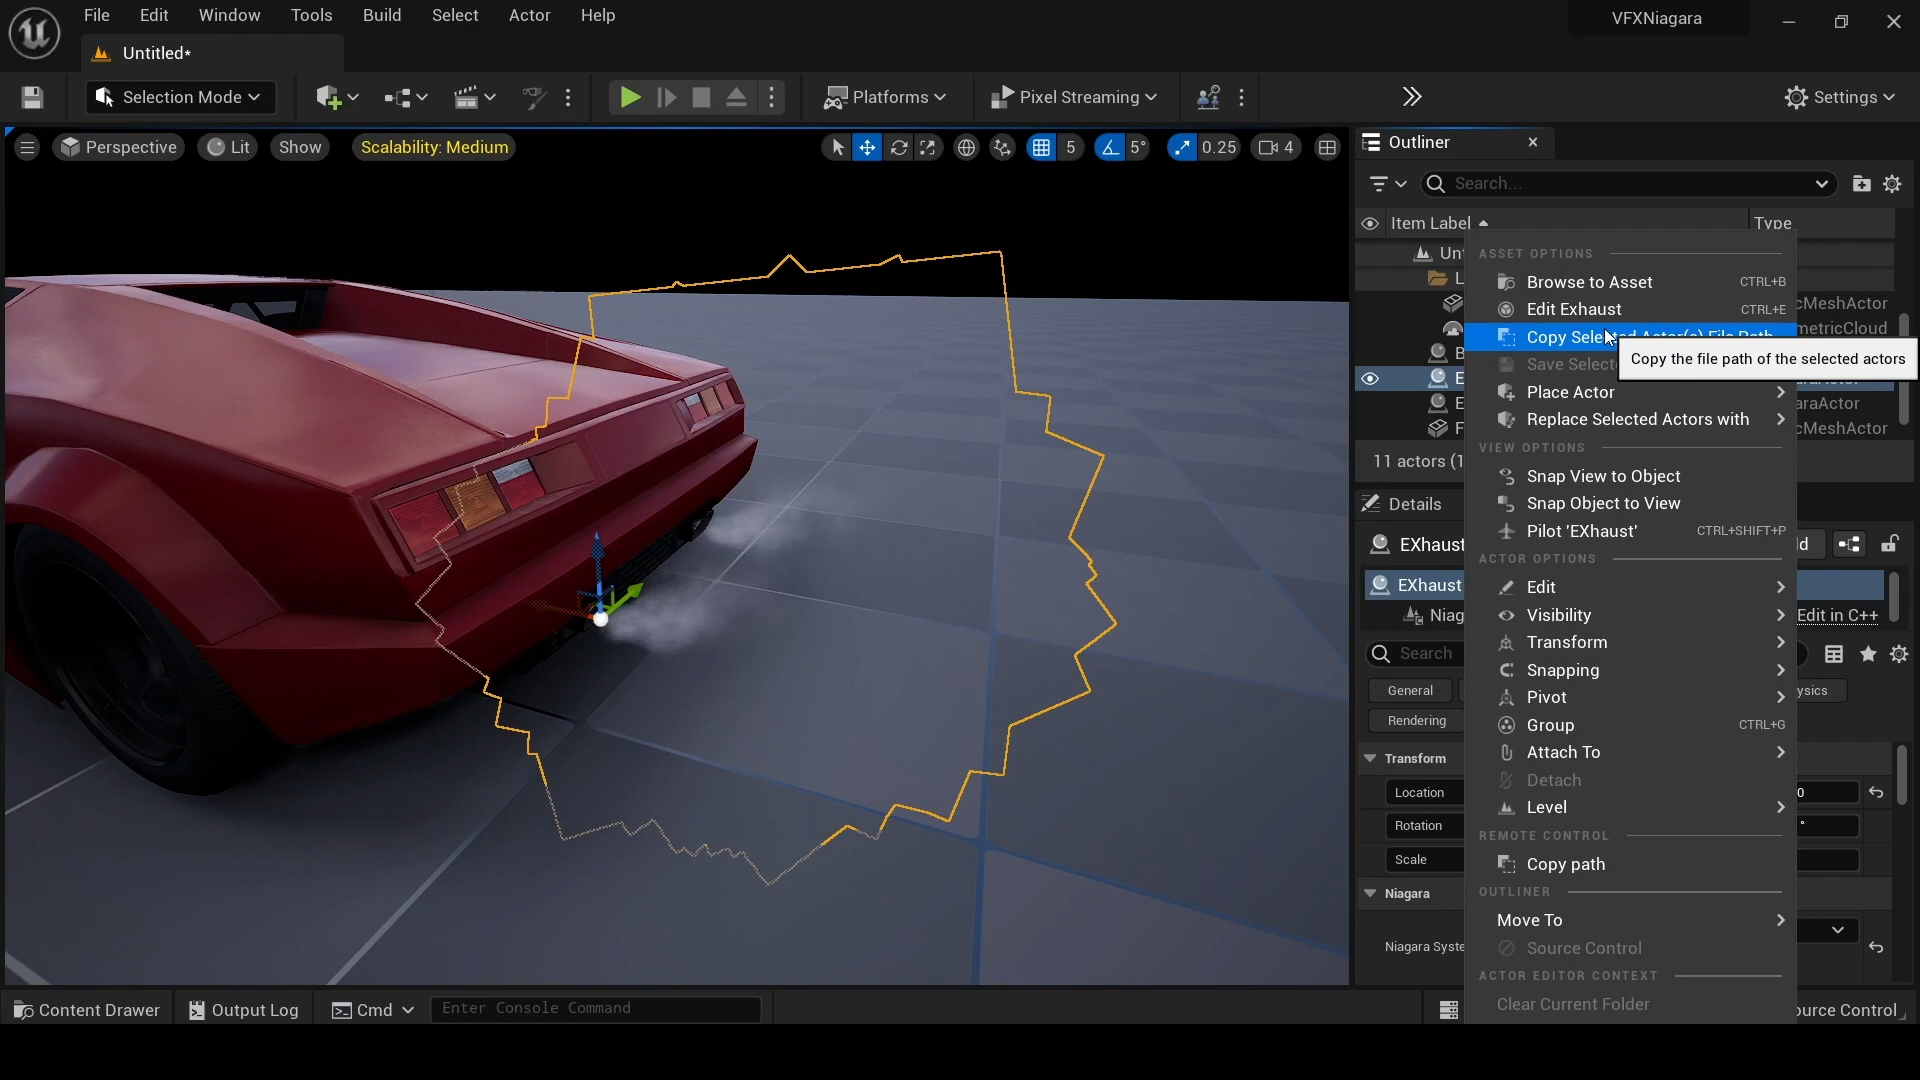 File Edit Window Tools Build Select Actor Help
VFXNiagara
Untitled*
Selection Mode
Platforms
Pixel Streaming
Settings
Perspective
Lit
Show
Scalability: Medium
5
5°
0.25
4
Outliner
Search...
Item Label
Type
ASSET OPTIONS
Browse to Asset CTRL+B
Edit Exhaust CTRL+E
cMeshActor
Copy Selected Actor(s) File Path
metricCloud
Copy the file path of the selected actors
Save Select
Place Actor
araActor
Replace Selected Actors with
cMeshActor
VIEW OPTIONS
11 actors (1
Snap View to Object
Snap Object to View
Details
Pilot 'EXhaust' CTRL+SHIFT+P
EXhaust
ACTOR OPTIONS
EXhaust
Edit
Niag
Visibility
Edit in C++
Transform
Search
Snapping
General
Pivot
ysics
Rendering
Group CTRL+G
Transform
Attach To
Detach
Location
0
Level
Rotation
°
REMOTE CONTROL
Scale
Copy path
Niagara
OUTLINER
Move To
Niagara Syste
Source Control
ACTOR EDITOR CONTEXT
Clear Current Folder
Content Drawer
Output Log
Cmd
Enter Console Command
ource Control